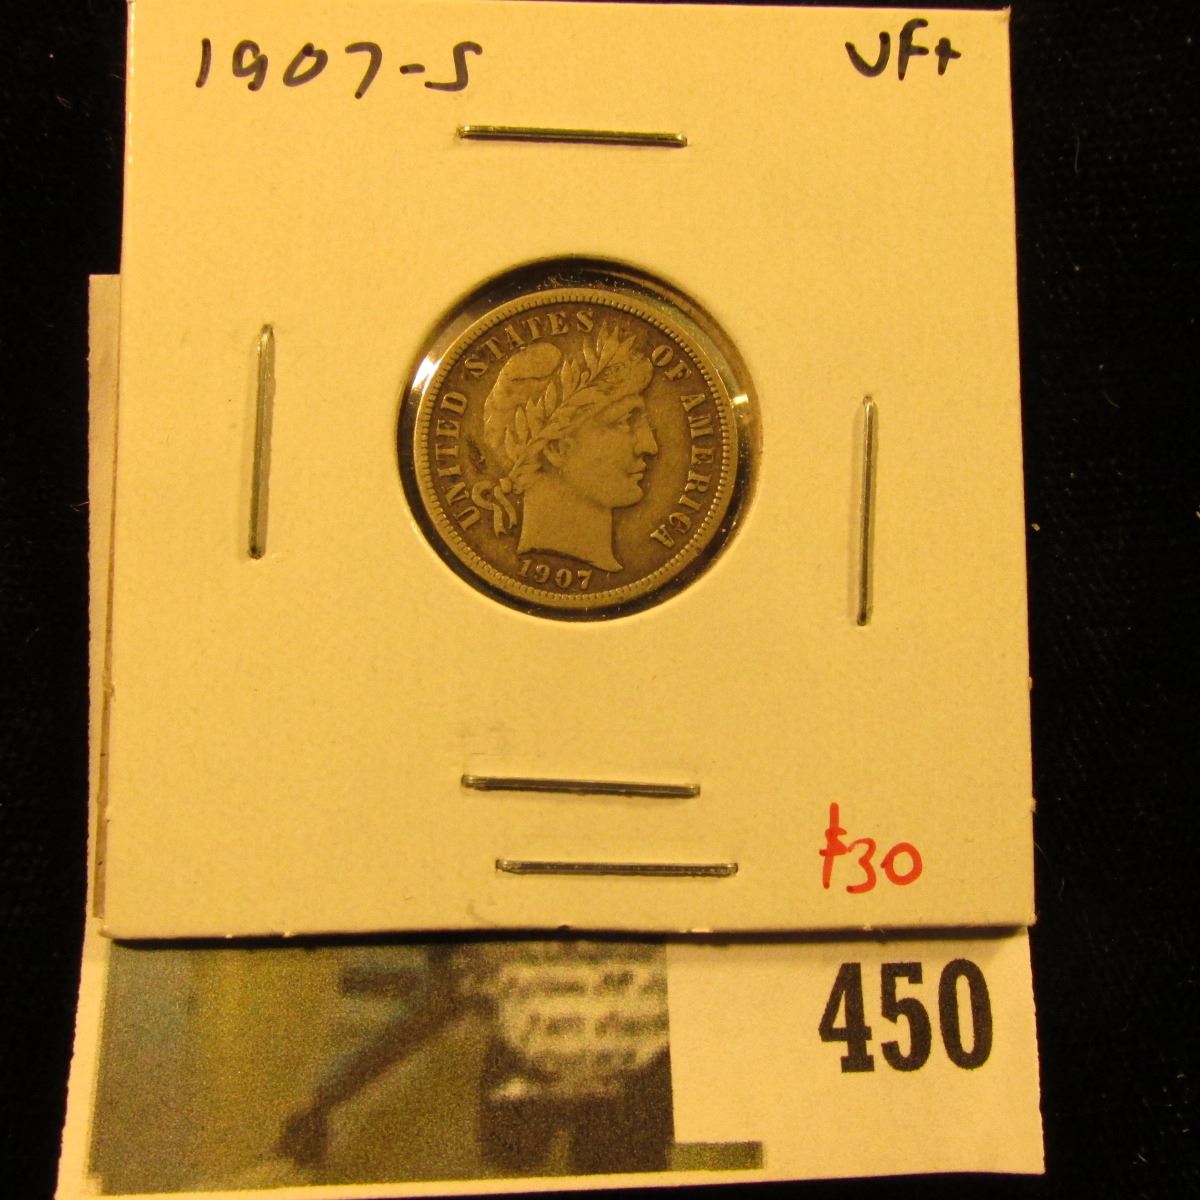 1907-S VF+
UNITED STATES OF AMERICA
1907
$30
450